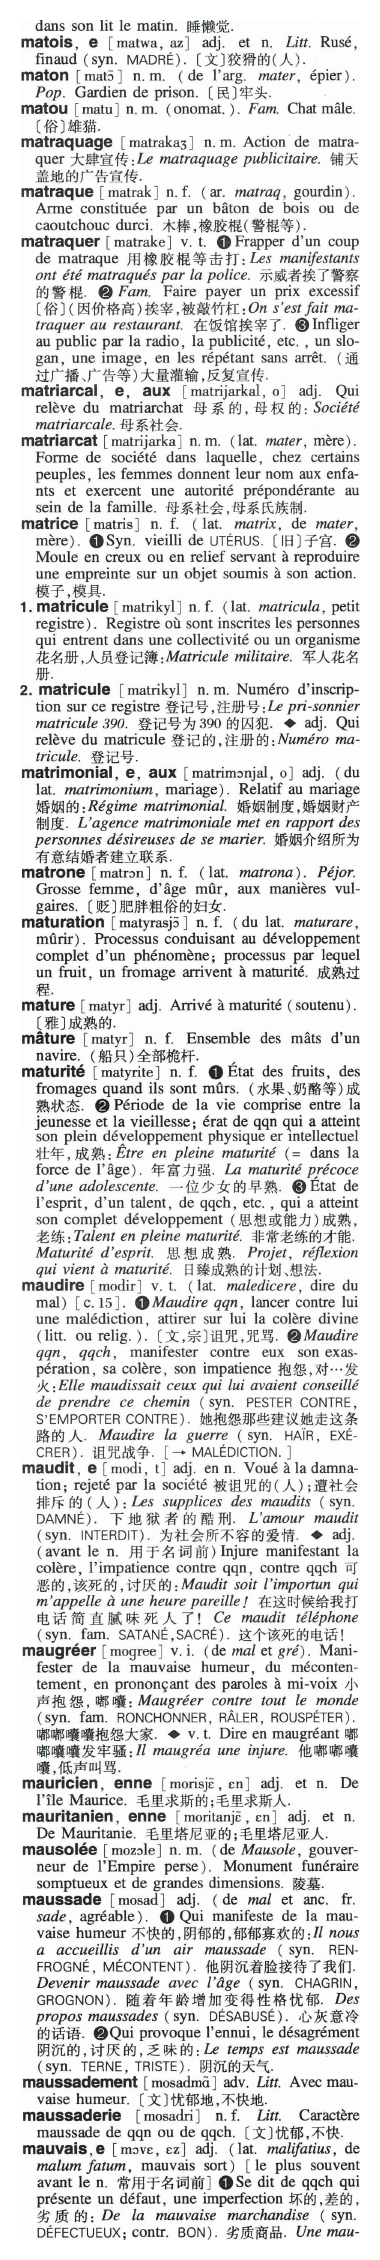 dans son lit le matin. 睡懒觉.
matois, e [matwa, az] adj. et n. Litt. Rusé,
finaud (syn. MADRÉ). 〔文〕狡猾的(人).
maton [matɔ̃] n. m. (de l'arg. mater, épier).
Pop. Gardien de prison. 〔民〕牢头.
matou [matu] n. m. (onomat.). Fam. Chat mâle.
〔俗〕雄猫.
matraquage [matrakaʒ] n. m. Action de matra-
quer 大肆宣传:Le matraquage publicitaire. 铺天
盖地的广告宣传.
matraque [matrak] n. f. (ar. matraq, gourdin).
Arme constituée par un bâton de bois ou de
caoutchouc durci. 木棒,橡胶棍(警棍等).
matraquer [matrake] v. t. ❶ Frapper d'un coup
de matraque 用橡胶棍等击打:Les manifestants
ont été matraqués par la police. 示威者挨了警察
的警棍. ❷ Fam. Faire payer un prix excessif
〔俗〕(因价格高)挨宰,被敲竹杠:On s'est fait ma-
traquer au restaurant. 在饭馆挨宰了. ❸ Infliger
au public par la radio, la publicité, etc. , un slo-
gan, une image, en les répétant sans arrêt. (通
过广播、广告等)大量灌输,反复宣传.
matriarcal, e, aux [matrijarkal, o] adj. Qui
relève du matriarchat 母系的,母权的: Société
matriarcale. 母系社会.
matriarcat [matrijarka] n. m. (lat. mater, mère).
Forme de société dans laquelle, chez certains
peuples, les femmes donnent leur nom aux enfa-
nts et exercent une autorité prépondérante au
sein de la famille. 母系社会,母系氏族制.
matrice [matris] n. f. (lat. matrix, de mater,
mère). ❶ Syn. vieilli de UTÉRUS. 〔旧〕子宫. ❷
Moule en creux ou en relief servant à reproduire
une empreinte sur un objet soumis à son action.
模子,模具.
1. matricule [matrikyl] n. f. (lat. matricula, petit
registre). Registre où sont inscrites les personnes
qui entrent dans une collectivité ou un organisme
花名册,人员登记簿:Matricule militaire. 军人花名
册.
2. matricule [matrikyl] n. m. Numéro d'inscrip-
tion sur ce registre 登记号,注册号:Le pri-sonnier
matricule 390. 登记号为390的囚犯. ◆ adj. Qui
relève du matricule 登记的,注册的:Numéro ma-
tricule. 登记号.
matrimonial, e, aux [matrimɔnjal, o] adj. (du
lat. matrimonium, mariage). Relatif au mariage
婚姻的:Régime matrimonial. 婚姻制度,婚姻财产
制度. L'agence matrimoniale met en rapport des
personnes désireuses de se marier. 婚姻介绍所为
有意结婚者建立联系.
matrone [matrɔn] n. f. (lat. matrona). Péjor.
Grosse femme, d'âge mûr, aux manières vul-
gaires. 〔贬〕肥胖粗俗的妇女.
maturation [matyrasjɔ̃] n. f. (du lat. maturare,
mûrir). Processus conduisant au développement
complet d'un phénomène; processus par lequel
un fruit, un fromage arrivent à maturité. 成熟过
程.
mature [matyr] adj. Arrivé à maturité (soutenu).
〔雅〕成熟的.
mâture [matyr] n. f. Ensemble des mâts d'un
navire. (船只)全部桅杆.
maturité [matyrite] n. f. ❶ État des fruits, des
fromages quand ils sont mûrs. (水果、奶酪等)成
熟状态. ❷ Période de la vie comprise entre la
jeunesse et la vieillesse; érat de qqn qui a atteint
son plein développement physique er intellectuel
壮年,成熟:Être en pleine maturité (= dans la
force de l'âge). 年富力强. La maturité précoce
d'une adolescente. 一位少女的早熟. ❸ État de
l'esprit, d'un talent, de qqch, etc. , qui a atteint
son complet développement (思想或能力)成熟,
老练:Talent en pleine maturité. 非常老练的才能.
Maturité d'esprit. 思想成熟. Projet, réflexion
qui vient à maturité. 日臻成熟的计划、想法.
maudire [modir] v. t. (lat. maledicere, dire du
mal) [c. 15]. ❶ Maudire qqn, lancer contre lui
une malédiction, attirer sur lui la colère divine
(litt. ou relig.). 〔文,宗〕诅咒,咒骂. ❷ Maudire
qqn, qqch, manifester contre eux son exas-
pération, sa colère, son impatience 抱怨,对…发
火:Elle maudissait ceux qui lui avaient conseillé
de prendre ce chemin (syn. PESTER CONTRE,
S'EMPORTER CONTRE). 她抱怨那些建议她走这条
路的人. Maudire la guerre (syn. HAÏR, EXÉ-
CRER). 诅咒战争. [→ MALÉDICTION.]
maudit, e [modi, t] adj. en n. Voué à la damna-
tion; rejeté par la société 被诅咒的(人);遭社会
排斥的(人): Les supplices des maudits (syn.
DAMNÉ). 下地狱者的酷刑. L'amour maudit
(syn. INTERDIT). 为社会所不容的爱情. ◆ adj.
(avant le n. 用于名词前) Injure manifestant la
colère, l'impatience contre qqn, contre qqch 可
恶的,该死的,讨厌的:Maudit soit l'importun qui
m'appelle à une heure pareille! 在这时候给我打
电话简直腻味死人了! Ce maudit téléphone
(syn. fam. SATANÉ,SACRÉ). 这个该死的电话!
maugréer [mogree] v. i. (de mal et gré). Mani-
fester de la mauvaise humeur, du méconten-
tement, en prononçant des paroles à mi-voix 小
声抱怨,嘟囔:Maugréer contre tout le monde
(syn. fam. RONCHONNER, RÂLER, ROUSPÉTER).
嘟嘟囔囔抱怨大家. ◆ v. t. Dire en maugréant 嘟
嘟囔囔发牢骚:Il maugréa une injure. 他嘟嘟囔
囔,低声叫骂.
mauricien, enne [morisjɛ̃, ɛn] adj. et n. De
l'île Maurice. 毛里求斯的;毛里求斯人.
mauritanien, enne [moritanjɛ̃, ɛn] adj. et n.
De Mauritanie. 毛里塔尼亚的;毛里塔尼亚人.
mausolée [mozɔle] n. m. (de Mausole, gouver-
neur de l'Empire perse). Monument funéraire
somptueux et de grandes dimensions. 陵墓.
maussade [mosad] adj. (de mal et anc. fr.
sade, agréable). ❶ Qui manifeste de la mau-
vaise humeur 不快的,阴郁的,郁郁寡欢的:Il nous
a accueillis d'un air maussade (syn. REN-
FROGNÉ, MÉCONTENT). 他阴沉着脸接待了我们.
Devenir maussade avec l'âge (syn. CHAGRIN,
GROGNON). 随着年龄增加变得性格忧郁. Des
propos maussades (syn. DÉSABUSÉ). 心灰意冷
的话语. ❷ Qui provoque l'ennui, le désagrément
阴沉的,讨厌的,乏味的: Le temps est maussade
(syn. TERNE, TRISTE). 阴沉的天气.
maussadement [mosadmɑ̃] adv. Litt. Avec mau-
vaise humeur. 〔文〕忧郁地,不快地.
maussaderie [mosadri] n. f. Litt. Caractère
maussade de qqn ou de qqch. 〔文〕忧郁,不快.
mauvais, e [mɔvɛ, ɛz] adj. (lat. malifatius, de
malum fatum, mauvais sort) [le plus souvent
avant le n. 常用于名词前] ❶ Se dit de qqch qui
présente un défaut, une imperfection 坏的,差的,
劣质的: De la mauvaise marchandise (syn.
DÉFECTUEUX; contr. BON). 劣质商品. Une mau-